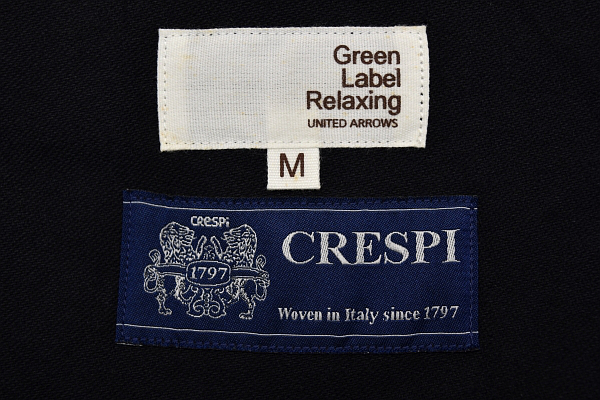 Green
Label
Relaxing
UNITED ARROWS
M
CRESPI
1797
CRESPI
Woven in Italy since 1797